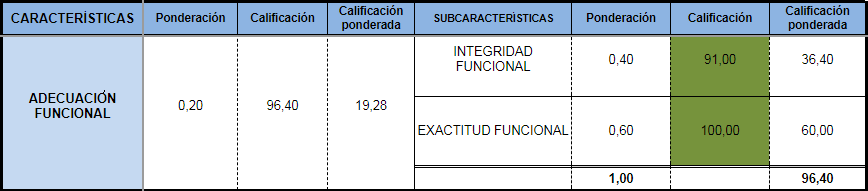 CARACTERÍSTICAS Ponderación Calificación Calificación ponderada SUBCARACTERÌSTICAS Ponderación Calificación Calificación ponderada
ADECUACIÓN FUNCIONAL 0,20 96,40 19,28
INTEGRIDAD FUNCIONAL 0,40 91,00 36,40
EXACTITUD FUNCIONAL 0,60 100,00 60,00
1,00 96,40